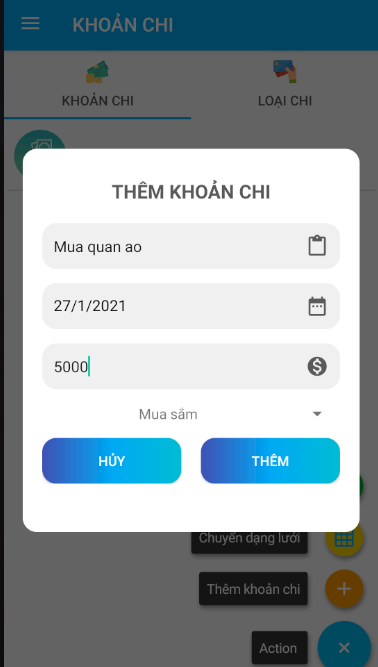 KHOẢN CHI
KHOẢN CHI
LOẠI CHI
THÊM KHOẢN CHI
Mua quan ao
27/1/2021
5000
Mua sắm
HỦY
THÊM
Chuyển dạng lưới
Thêm khoản chi
Action